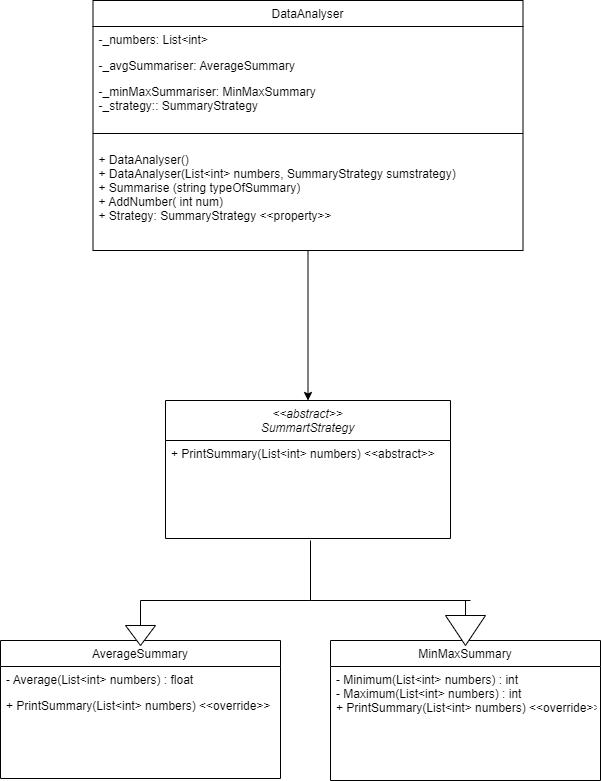 DataAnalyser
-_numbers: List<int>
-_avgSummariser: AverageSummary
-_minMaxSummariser: MinMaxSummary
-_strategy:: SummaryStrategy
+ DataAnalyser()
+ DataAnalyser(List<int> numbers, SummaryStrategy sumstrategy)
+ Summarise (string typeOfSummary)
+ AddNumber( int num)
+ Strategy: SummaryStrategy <<property>>
<<abstract>>
SummartStrategy
+ PrintSummary(List<int> numbers) <<abstract>>
AverageSummary
- Average(List<int> numbers) : float
+ PrintSummary(List<int> numbers) <<override>>
MinMaxSummary
- Minimum(List<int> numbers) : int
- Maximum(List<int> numbers) : int
+ PrintSummary(List<int> numbers) <<override>>